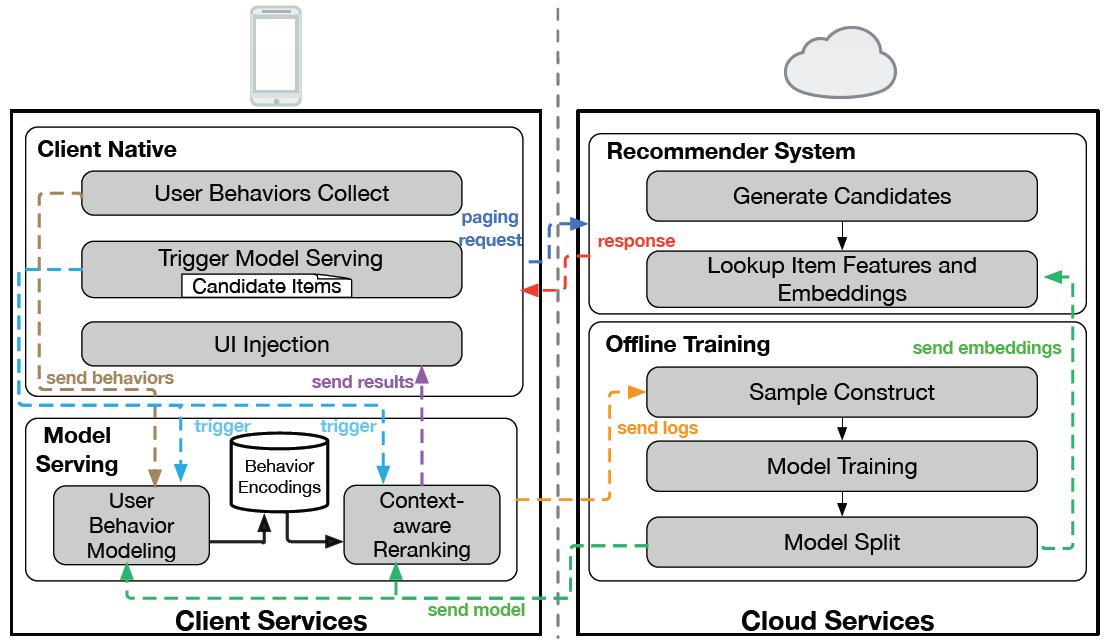 Client Native
User Behaviors Collect
Trigger Model Serving
Candidate Items
UI Injection
send behaviors
send results
paging
request
response
trigger
trigger
Model
Serving
Behavior
Encodings
User
Behavior
Modeling
Context-
aware
Reranking
send model
Client Services
Recommender System
Generate Candidates
Lookup Item Features and
Embeddings
Offline Training
send embeddings
Sample Construct
send logs
Model Training
Model Split
Cloud Services